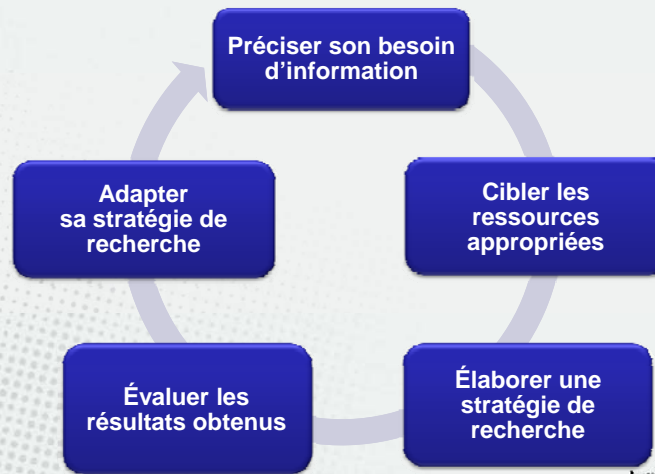 Préciser son besoin
d'information
Cibler les
ressources
appropriées
Élaborer une
stratégie de
recherche
Évaluer les
résultats obtenus
Adapter
sa stratégie de
recherche